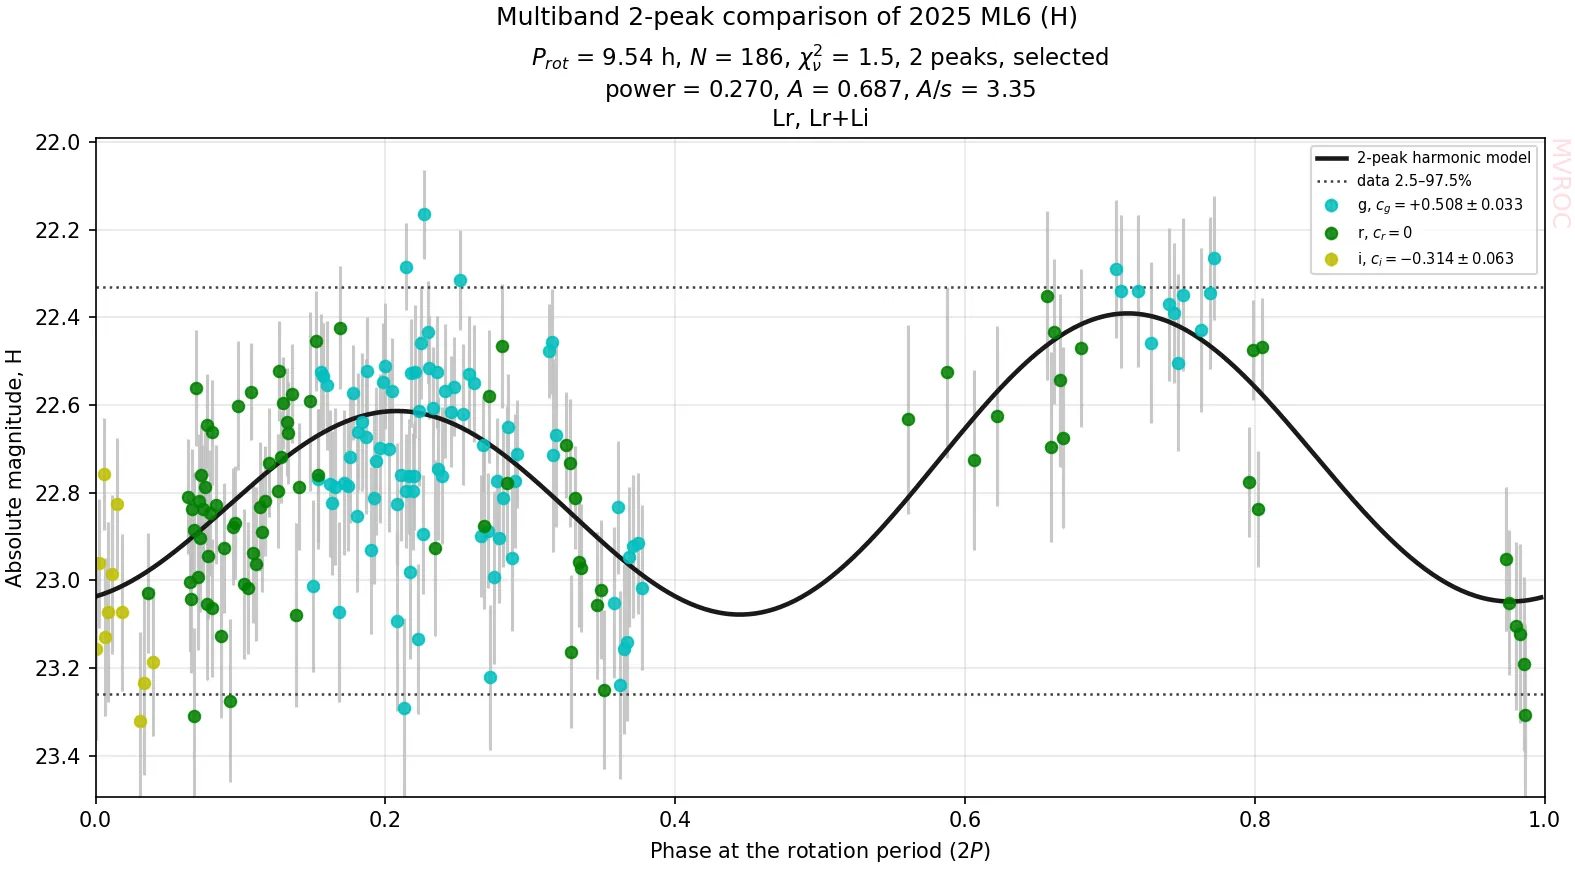 Multiband 2-peak comparison of 2025 ML6 (H)
P_rot = 9.54 h, N = 186, χ²_ν = 1.5, 2 peaks, selected
power = 0.270, A = 0.687, A/s = 3.35
Lr, Lr+Li
2-peak harmonic model
data 2.5–97.5%
g, c_g = +0.508 ± 0.033
r, c_r = 0
i, c_i = −0.314 ± 0.063
MVROC
Absolute magnitude, H
22.0
22.2
22.4
22.6
22.8
23.0
23.2
23.4
0.0 0.2 0.4 0.6 0.8 1.0
Phase at the rotation period (2P)